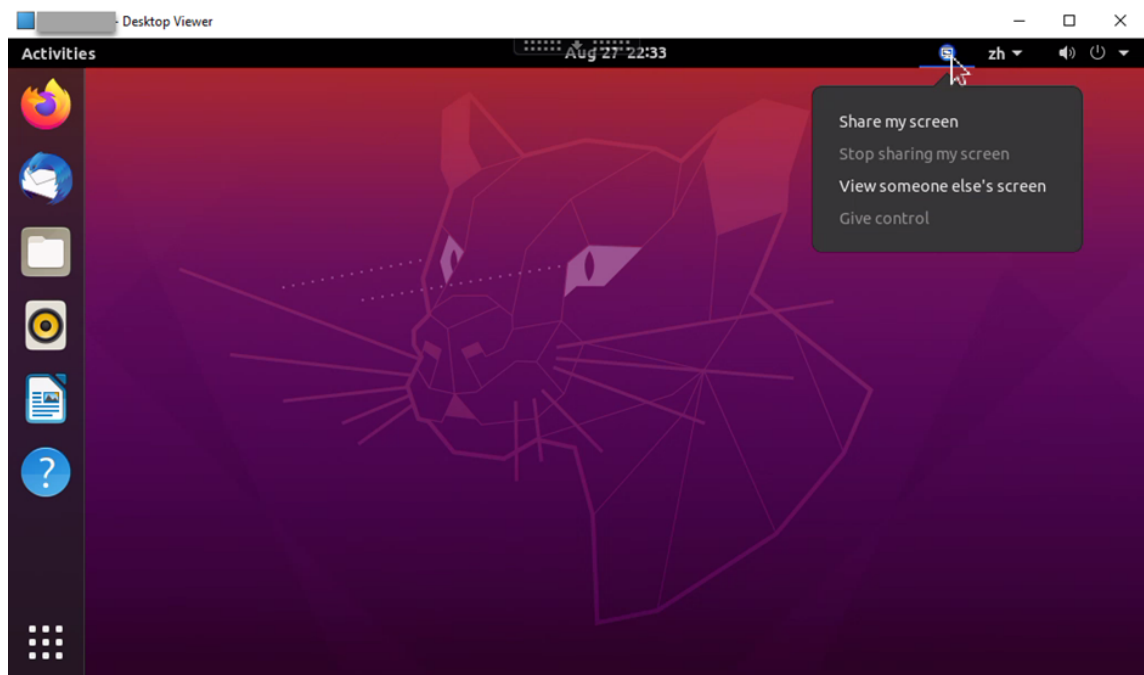 - Desktop Viewer
Activities
Aug 27 22:33
zh
Share my screen
Stop sharing my screen
View someone else's screen
Give control
?